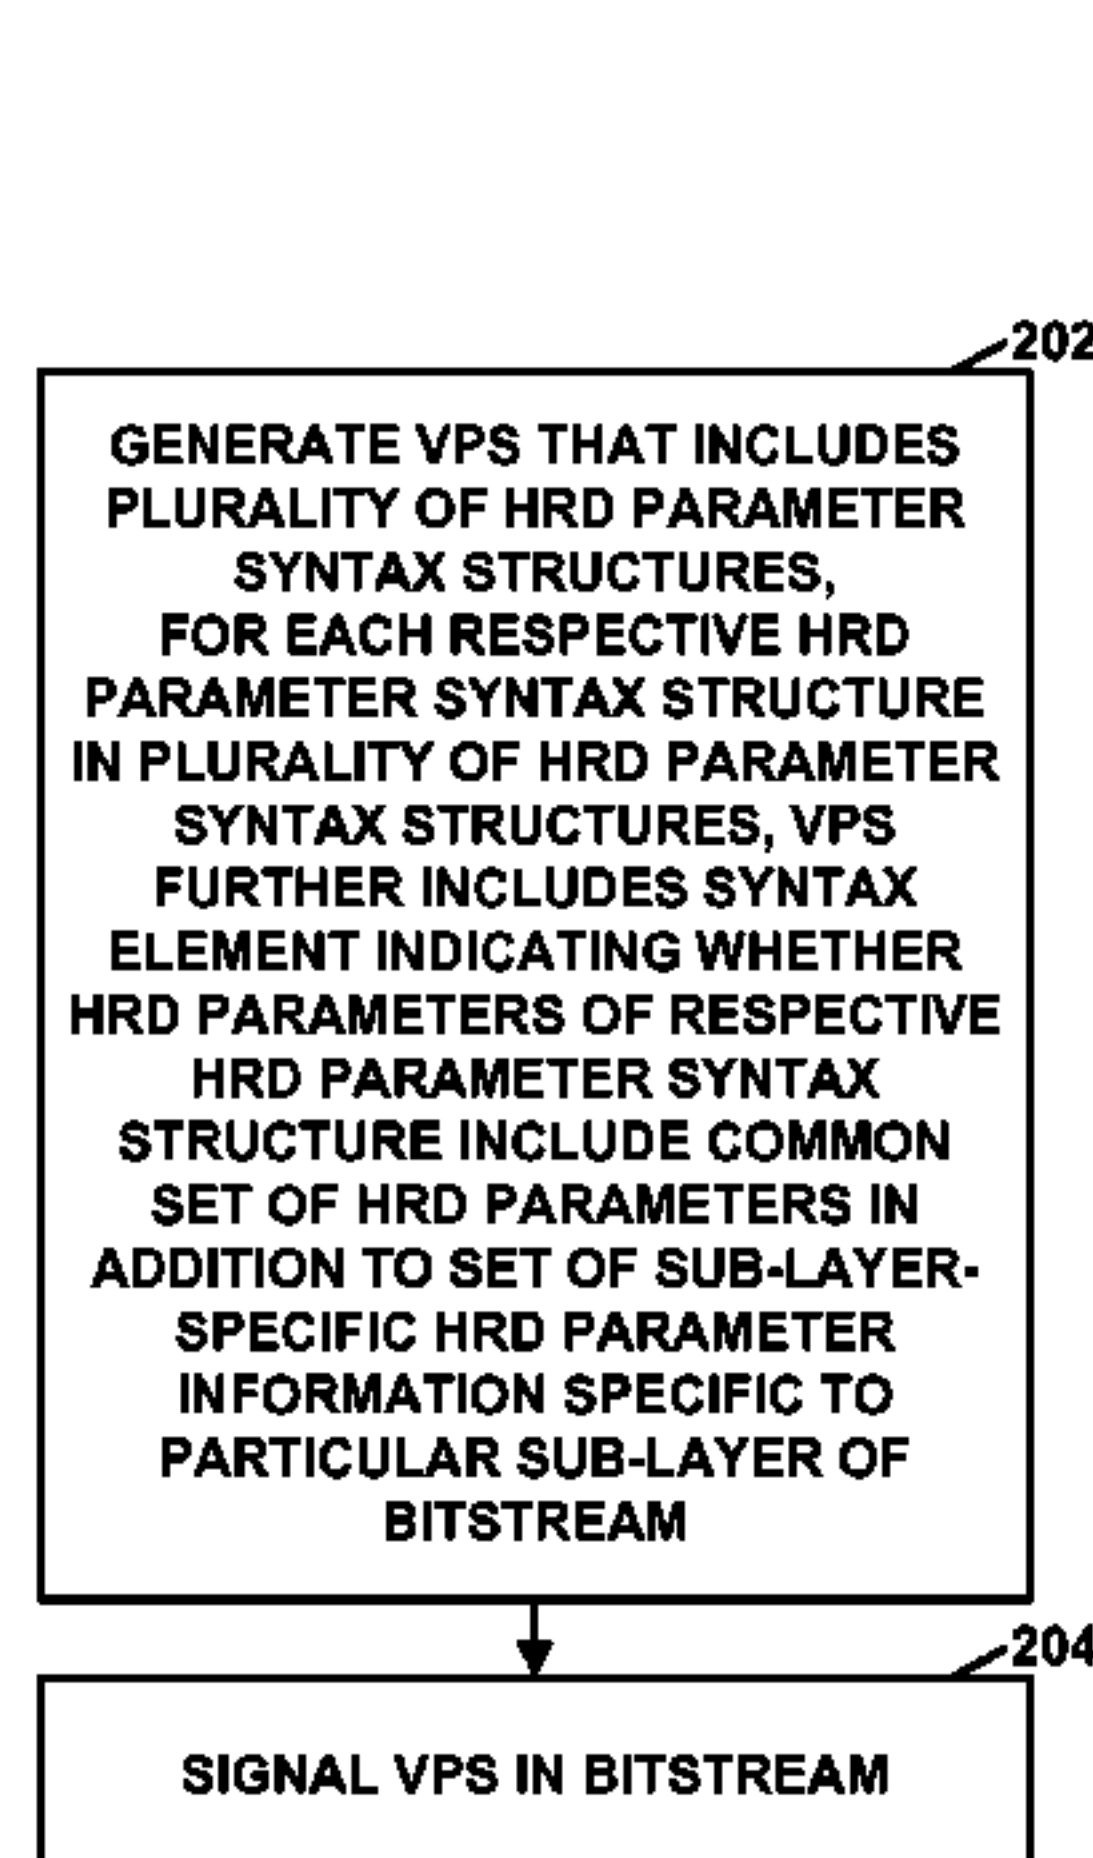 202
GENERATE VPS THAT INCLUDES
PLURALITY OF HRD PARAMETER
SYNTAX STRUCTURES,
FOR EACH RESPECTIVE HRD
PARAMETER SYNTAX STRUCTURE
IN PLURALITY OF HRD PARAMETER
SYNTAX STRUCTURES, VPS
FURTHER INCLUDES SYNTAX
ELEMENT INDICATING WHETHER
HRD PARAMETERS OF RESPECTIVE
HRD PARAMETER SYNTAX
STRUCTURE INCLUDE COMMON
SET OF HRD PARAMETERS IN
ADDITION TO SET OF SUB-LAYER-
SPECIFIC HRD PARAMETER
INFORMATION SPECIFIC TO
PARTICULAR SUB-LAYER OF
BITSTREAM
204
SIGNAL VPS IN BITSTREAM